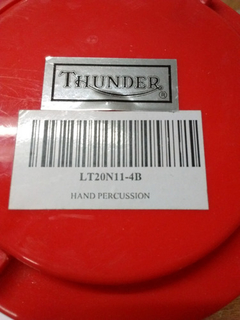 THUNDER
®
LT20N11-4B
HAND PERCUSSION